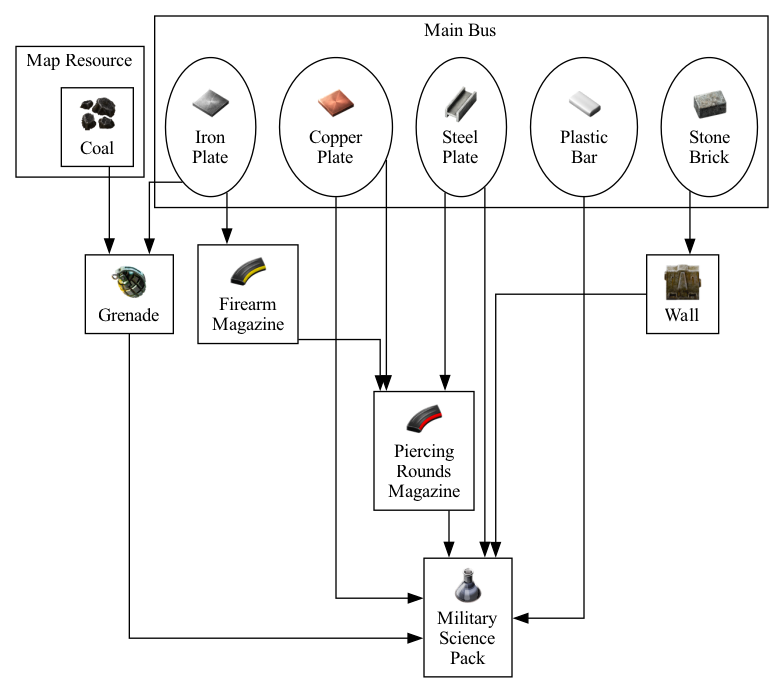 Main Bus
Map Resource
Coal
Iron
Plate
Copper
Plate
Steel
Plate
Plastic
Bar
Stone
Brick
Grenade
Firearm
Magazine
Wall
Piercing
Rounds
Magazine
Military
Science
Pack